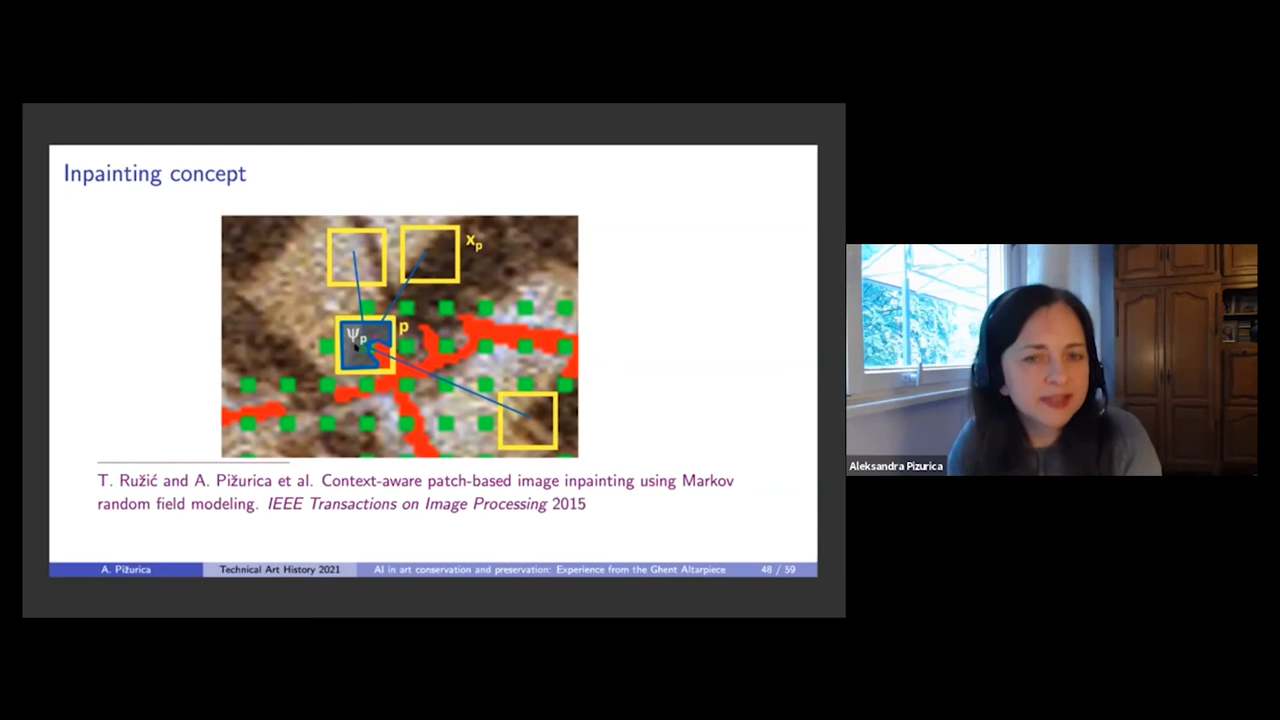 Inpainting concept
x_p
p
Ψ_p
T. Ružić and A. Pižurica et al. Context-aware patch-based image inpainting using Markov
random field modeling. IEEE Transactions on Image Processing 2015
A. Pižurica Technical Art History 2021 AI in art conservation and preservation: Experience from the Ghent Altarpiece 48 / 59
Aleksandra Pizurica